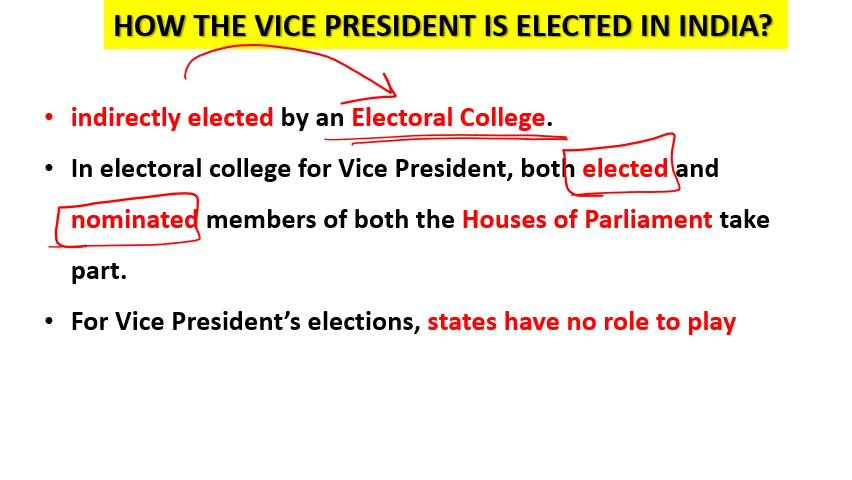 HOW THE VICE PRESIDENT IS ELECTED IN INDIA?
• indirectly elected by an Electoral College.
• In electoral college for Vice President, both elected and
nominated members of both the Houses of Parliament take
part.
• For Vice President’s elections, states have no role to play